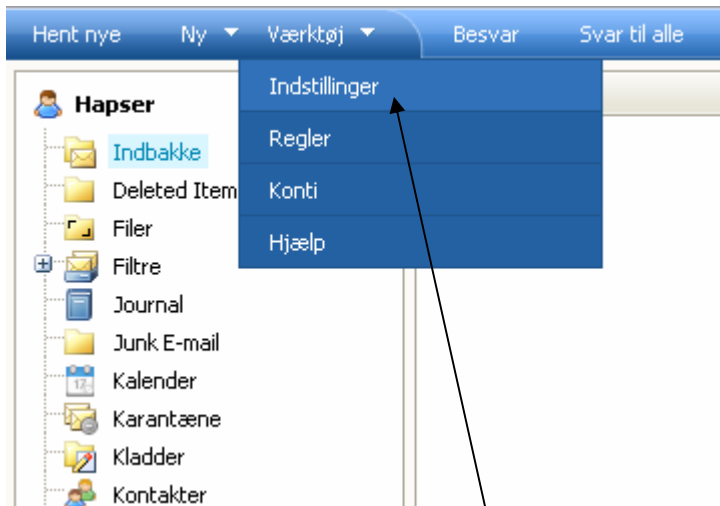 Hent nye Ny Værktøj Besvar Svar til alle
Indstillinger
Regler
Konti
Hjælp
Hapser
Indbakke
Deleted Item
Filer
Filtre
Journal
Junk E-mail
Kalender
Karantæne
Kladder
Kontakter